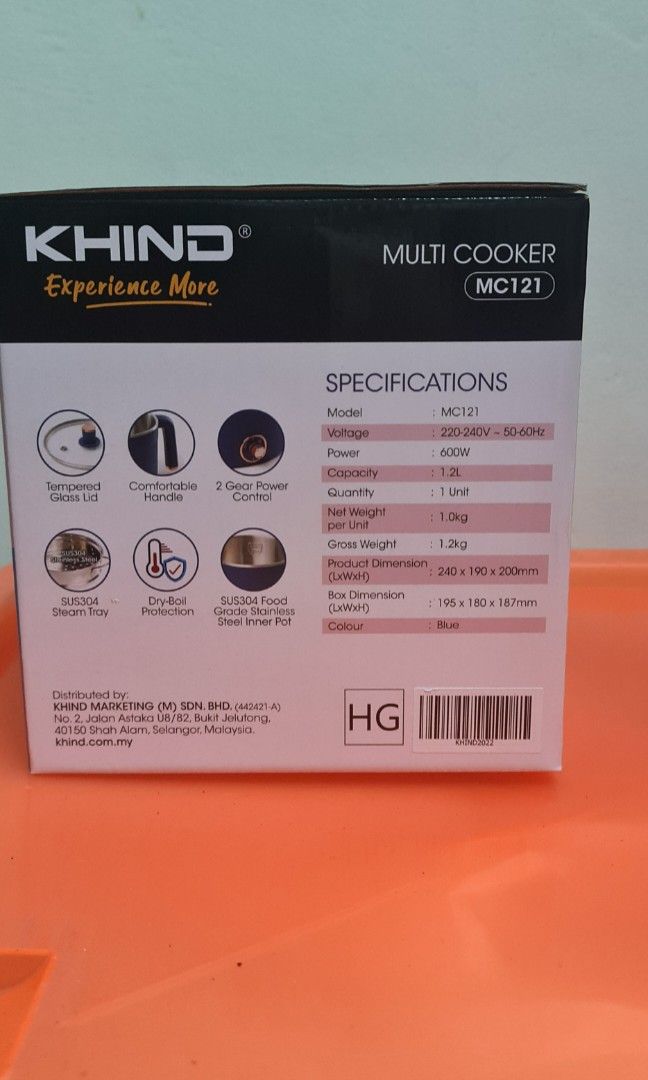 KHIND®
Experience More
MULTI COOKER
MC121
SPECIFICATIONS
Model : MC121
Voltage : 220-240V ~ 50-60Hz
Power : 600W
Capacity : 1.2L
Quantity : 1 Unit
Net Weight
per Unit : 1.0kg
Gross Weight : 1.2kg
Product Dimension
(LxWxH) : 240 x 190 x 200mm
Box Dimension
(LxWxH) : 195 x 180 x 187mm
Colour : Blue
Tempered
Glass Lid
Comfortable
Handle
2 Gear Power
Control
SUS304
Stainless Steel
SUS304
Steam Tray
Dry-Boil
Protection
SUS304 Food
Grade Stainless
Steel Inner Pot
Distributed by:
KHIND MARKETING (M) SDN. BHD. (442421-A)
No. 2, Jalan Astaka U8/82, Bukit Jelutong,
40150 Shah Alam, Selangor, Malaysia.
khind.com.my
HG
KHIND2022